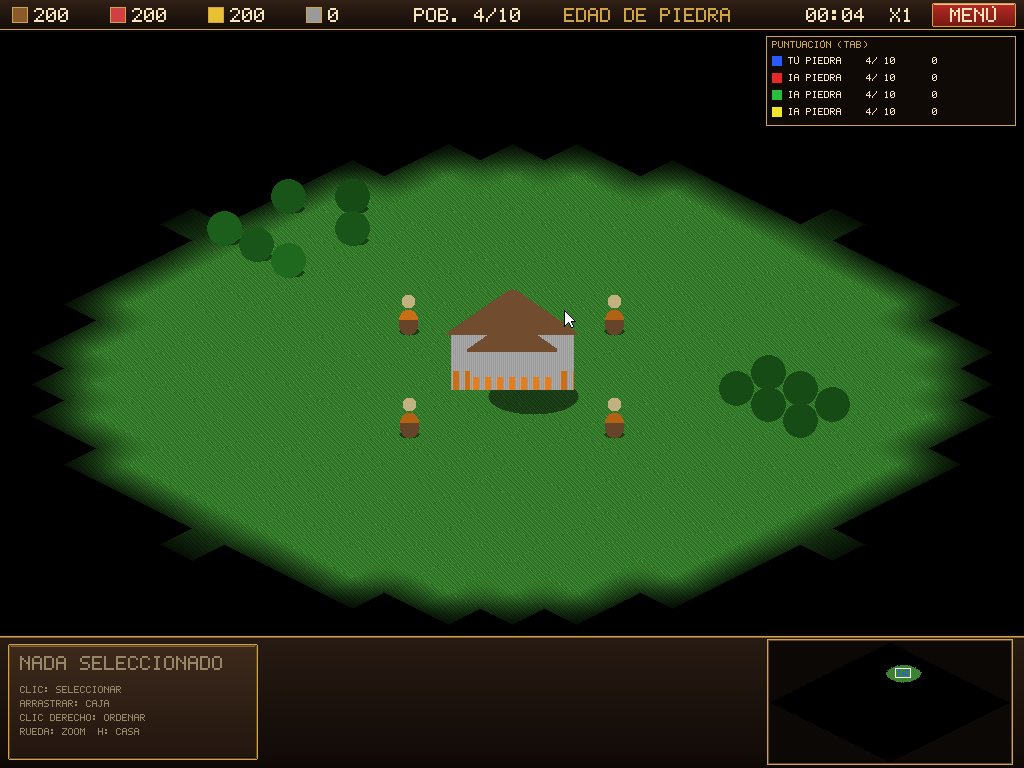 200 200 200 0 POB. 4/10 EDAD DE PIEDRA 00:04 X1 MENÚ
PUNTUACIÓN (TAB)
TÚ PIEDRA 4/ 10 0
IA PIEDRA 4/ 10 0
IA PIEDRA 4/ 10 0
IA PIEDRA 4/ 10 0
NADA SELECCIONADO
CLIC: SELECCIONAR
ARRASTRAR: CAJA
CLIC DERECHO: ORDENAR
RUEDA: ZOOM H: CASA